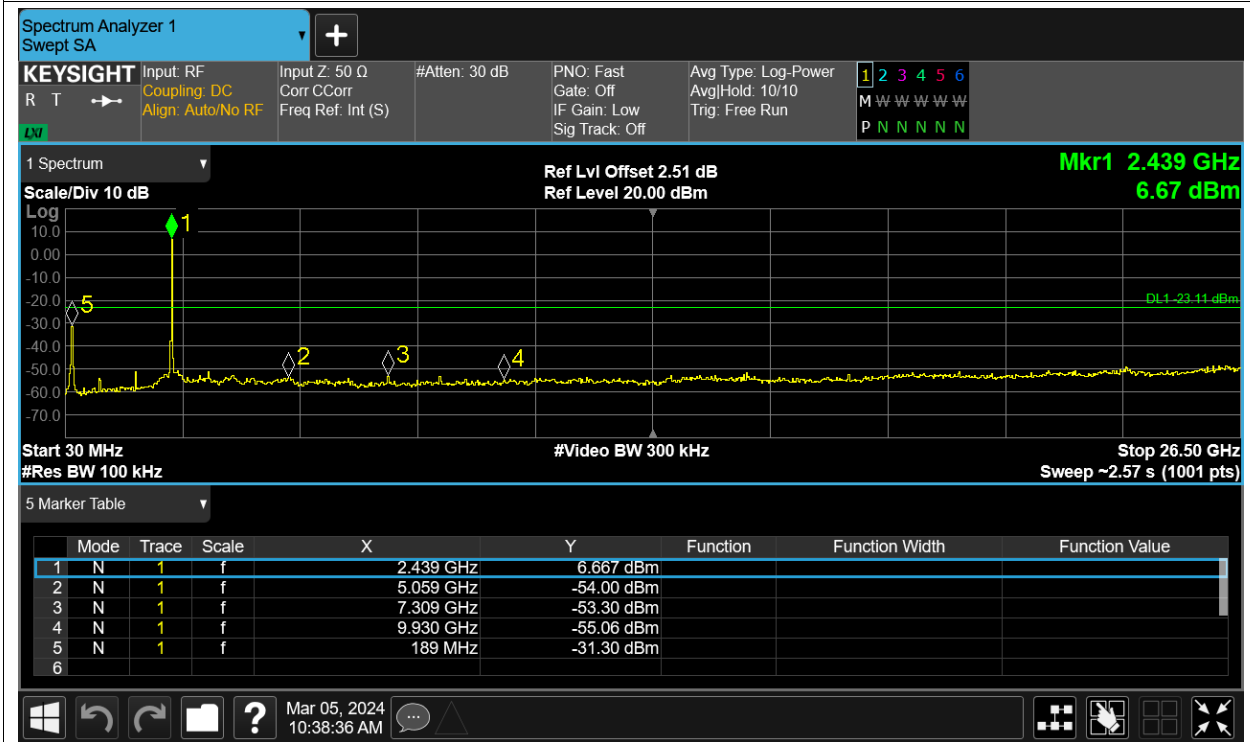 Spectrum Analyzer 1
Swept SA
+
KEYSIGHT Input: RF Input Z: 50 Ω #Atten: 30 dB PNO: Fast Avg Type: Log-Power 1 2 3 4 5 6
R T Coupling: DC Corr CCorr Gate: Off Avg|Hold: 10/10 M W W W W W
Align: Auto/No RF Freq Ref: Int (S) IF Gain: Low Trig: Free Run
LXI Sig Track: Off P N N N N N
1 Spectrum Ref Lvl Offset 2.51 dB Mkr1 2.439 GHz
Scale/Div 10 dB Ref Level 20.00 dBm 6.67 dBm
Log
1
10.0
0.00
-10.0
-20.0 5 DL1 -23.11 dBm
-30.0
-40.0 2 3 4
-50.0
-60.0
-70.0
Start 30 MHz #Video BW 300 kHz Stop 26.50 GHz
#Res BW 100 kHz Sweep ~2.57 s (1001 pts)
5 Marker Table
Mode Trace Scale X Y Function Function Width Function Value
1 N 1 f 2.439 GHz 6.667 dBm
2 N 1 f 5.059 GHz -54.00 dBm
3 N 1 f 7.309 GHz -53.30 dBm
4 N 1 f 9.930 GHz -55.06 dBm
5 N 1 f 189 MHz -31.30 dBm
6
? Mar 05, 2024
10:38:36 AM